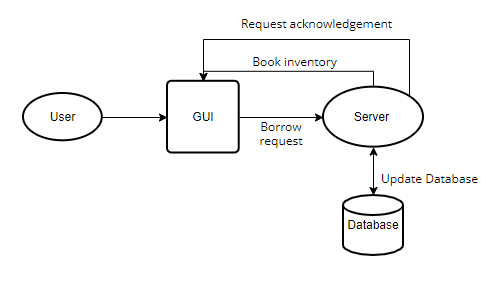 Request acknowledgement
Book inventory
User
GUI
Server
Borrow
request
Update Database
Database